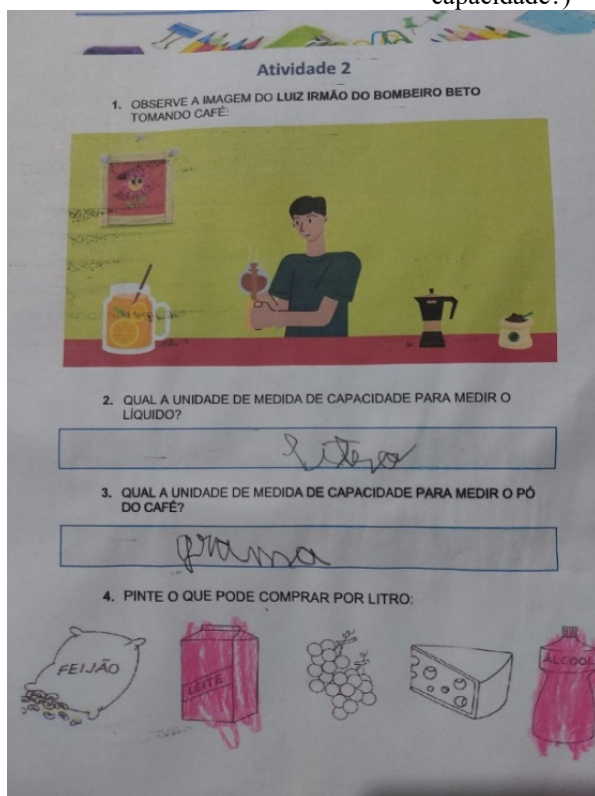 capacidade?)
Atividade 2
1. OBSERVE A IMAGEM DO LUIZ IRMÃO DO BOMBEIRO BETO
TOMANDO CAFÉ:
2. QUAL A UNIDADE DE MEDIDA DE CAPACIDADE PARA MEDIR O
LÍQUIDO?
litro
3. QUAL A UNIDADE DE MEDIDA DE CAPACIDADE PARA MEDIR O PÓ
DO CAFÉ?
grama
4. PINTE O QUE PODE COMPRAR POR LITRO:
FEIJÃO
LEITE
ÁLCOOL